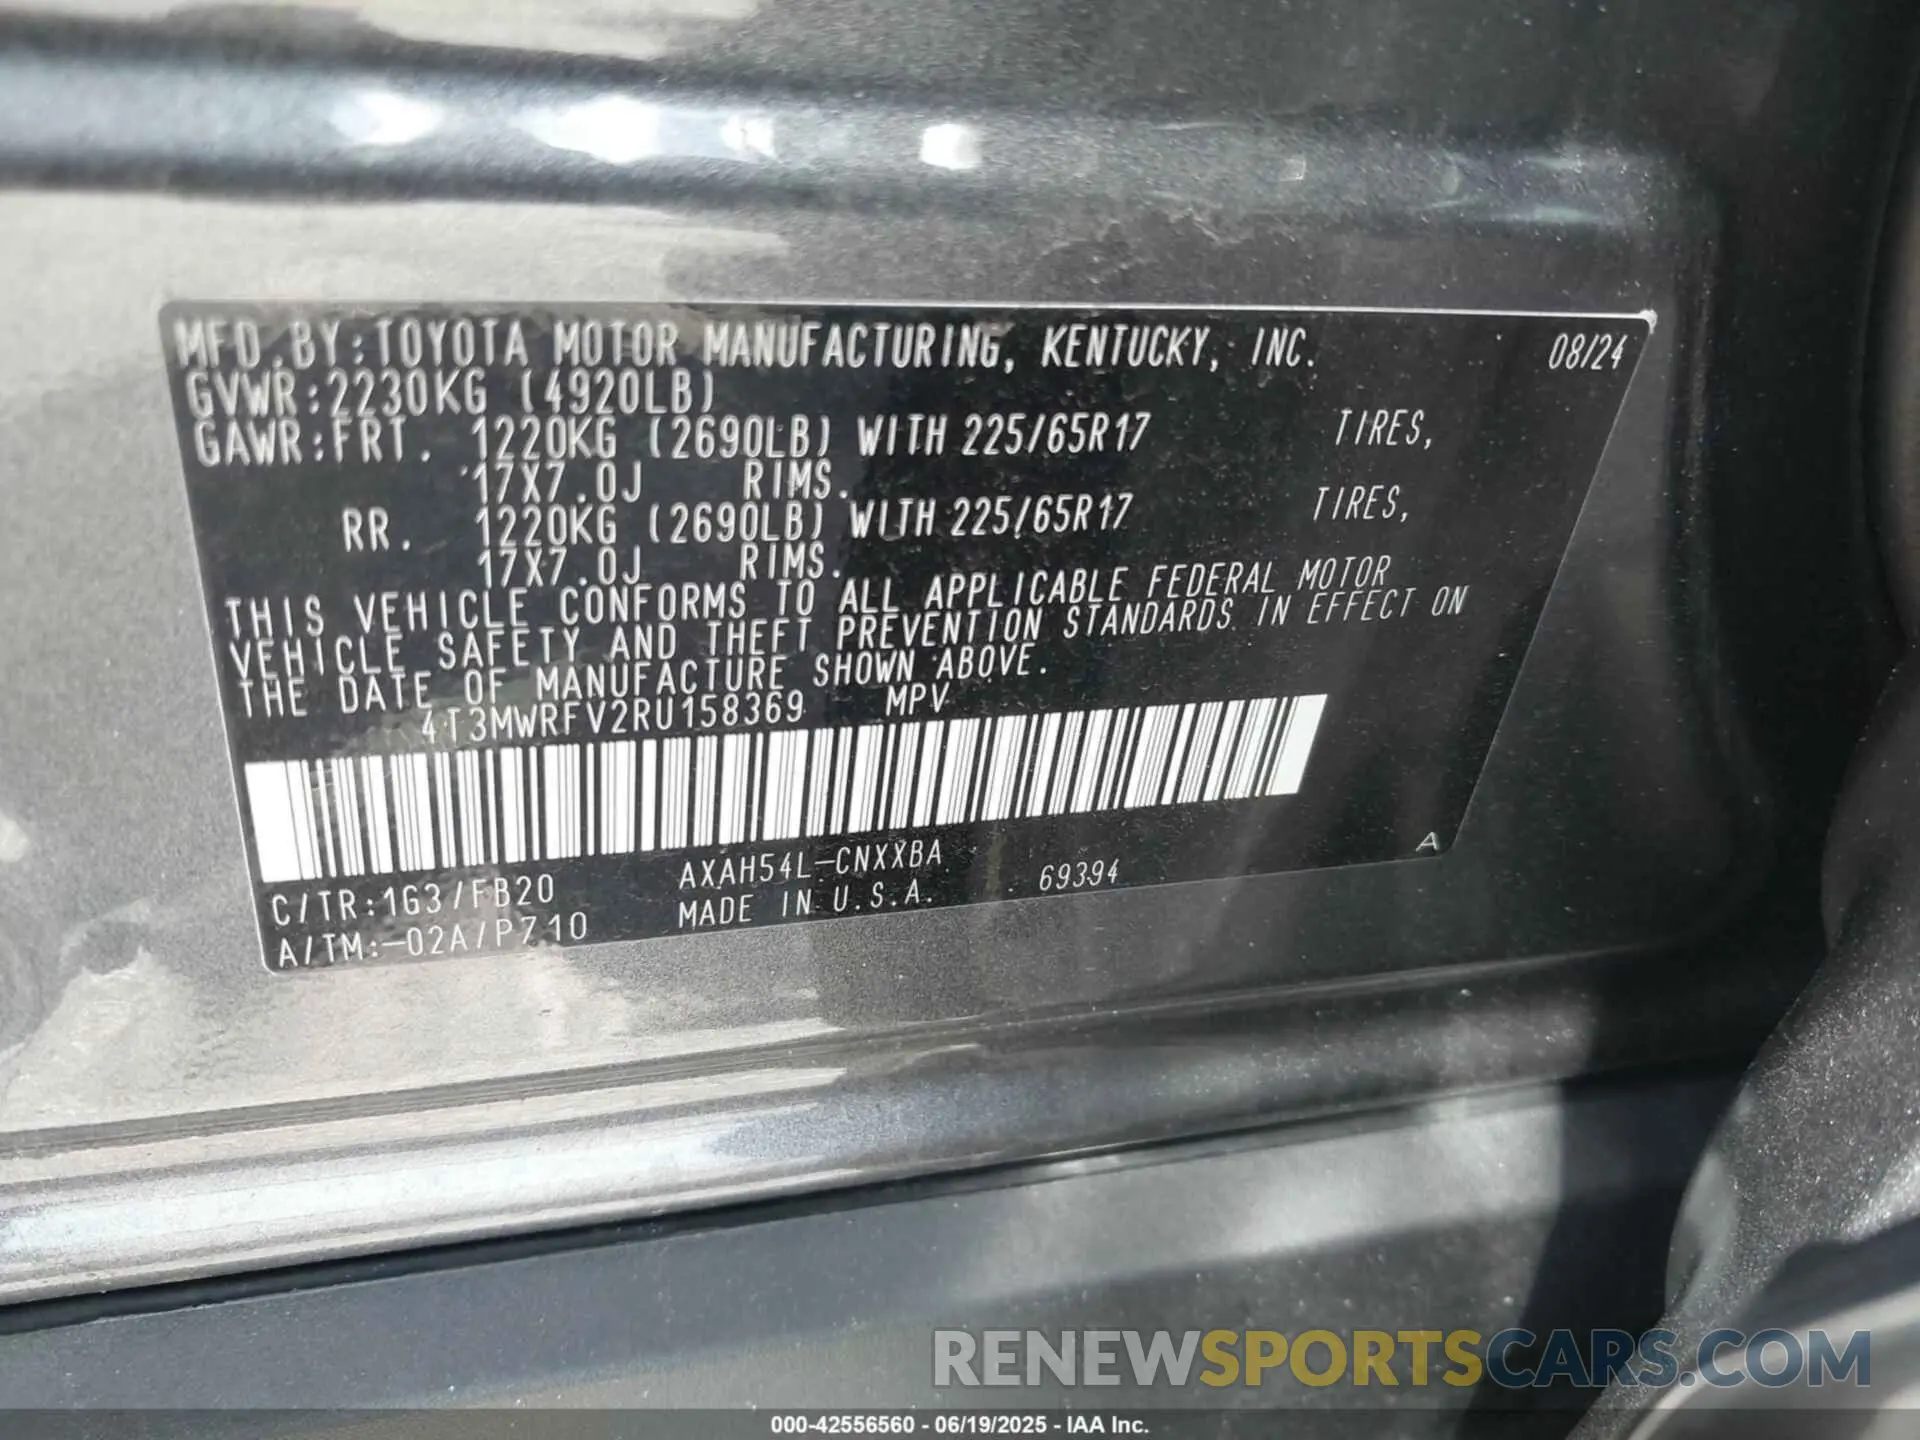 MFD.BY:TOYOTA MOTOR MANUFACTURING, KENTUCKY, INC. 08/24
GVWR:2230KG (4920LB)
GAWR:FRT. 1220KG (2690LB) WITH 225/65R17 TIRES,
17X7.0J RIMS.
RR. 1220KG (2690LB) WITH 225/65R17 TIRES,
17X7.0J RIMS.
THIS VEHICLE CONFORMS TO ALL APPLICABLE FEDERAL MOTOR
VEHICLE SAFETY AND THEFT PREVENTION STANDARDS IN EFFECT ON
THE DATE OF MANUFACTURE SHOWN ABOVE.
4T3MWRFV2RU158369 MPV
C/TR:1G3/FB20 AXAH54L-CNXXBA 69394 A
A/TM:-02A/P710 MADE IN U.S.A.
RENEWSPORTSCARS.COM
000-42556560 - 06/19/2025 - IAA Inc.